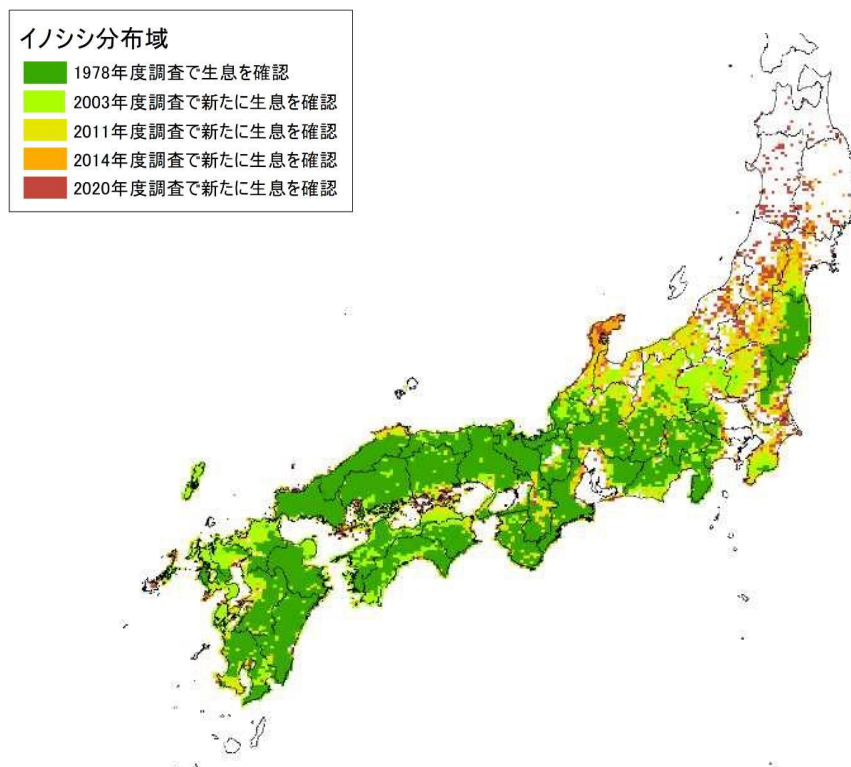 イノシシ分布域
1978年度調査で生息を確認
2003年度調査で新たに生息を確認
2011年度調査で新たに生息を確認
2014年度調査で新たに生息を確認
2020年度調査で新たに生息を確認